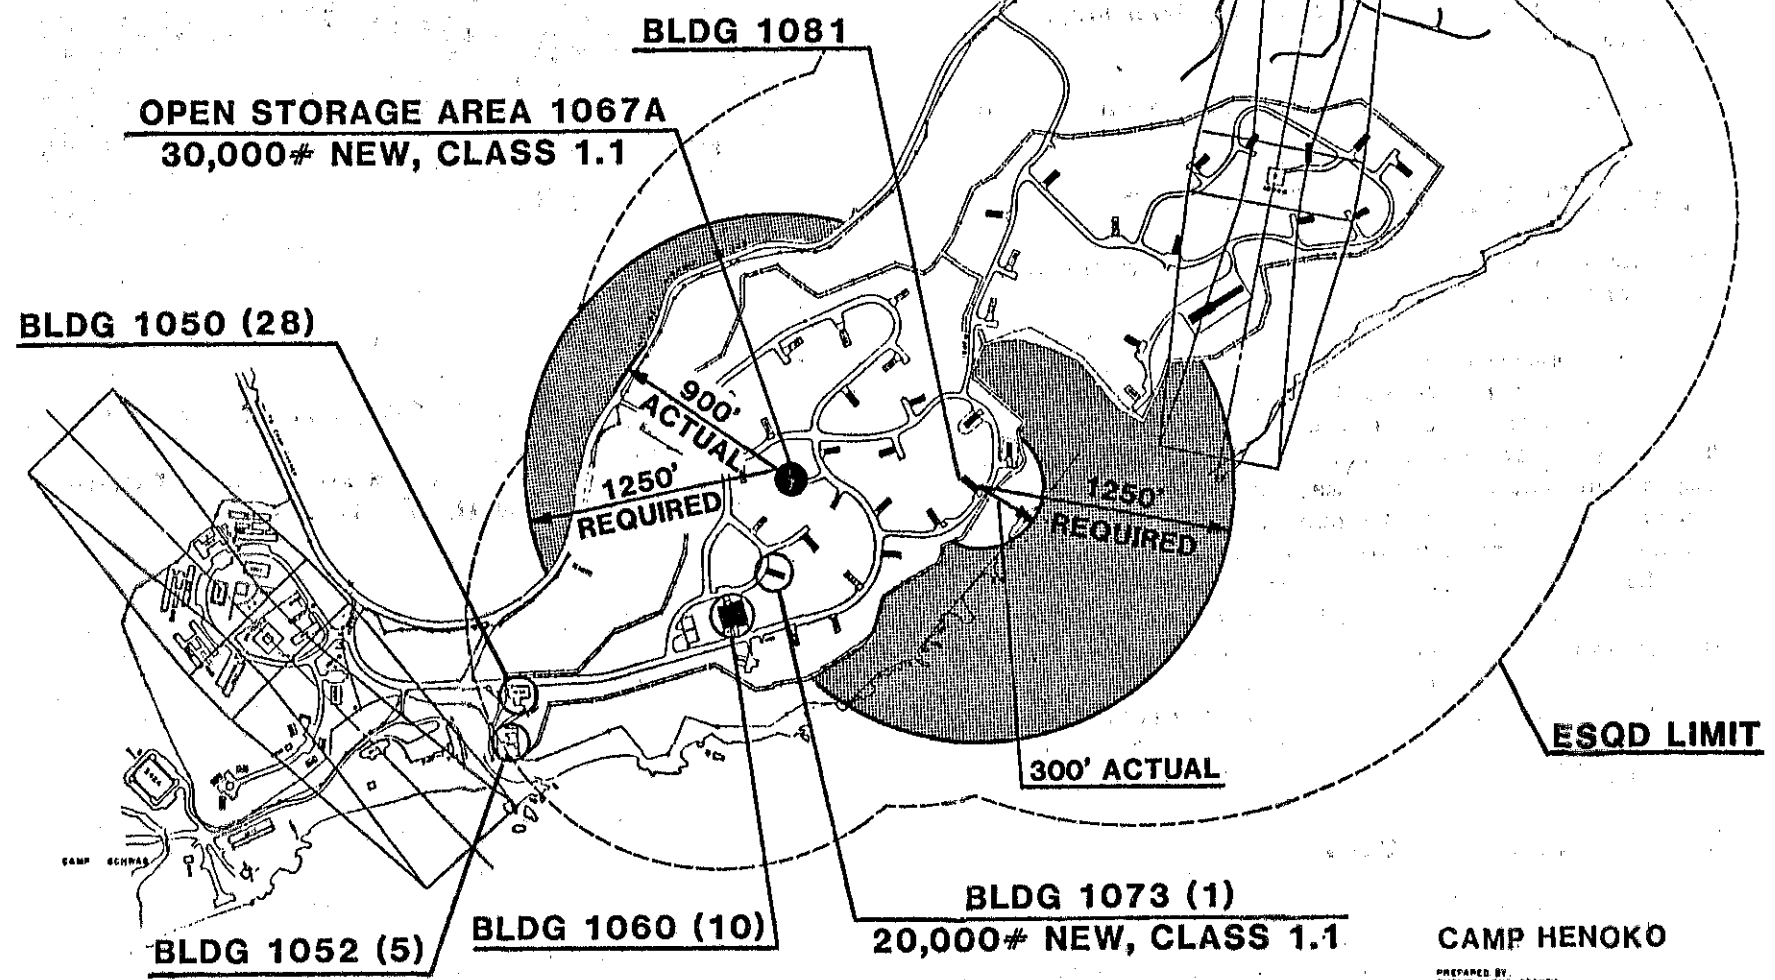 BLDG 1081
OPEN STORAGE AREA 1067A
30,000# NEW, CLASS 1.1
BLDG 1050 (28)
900'
ACTUAL
1250'
REQUIRED
1250'
REQUIRED
ESQD LIMIT
300' ACTUAL
CAMP SCHWAB
BLDG 1073 (1)
20,000# NEW, CLASS 1.1
BLDG 1060 (10)
BLDG 1052 (5)
CAMP HENOKO
PREPARED BY